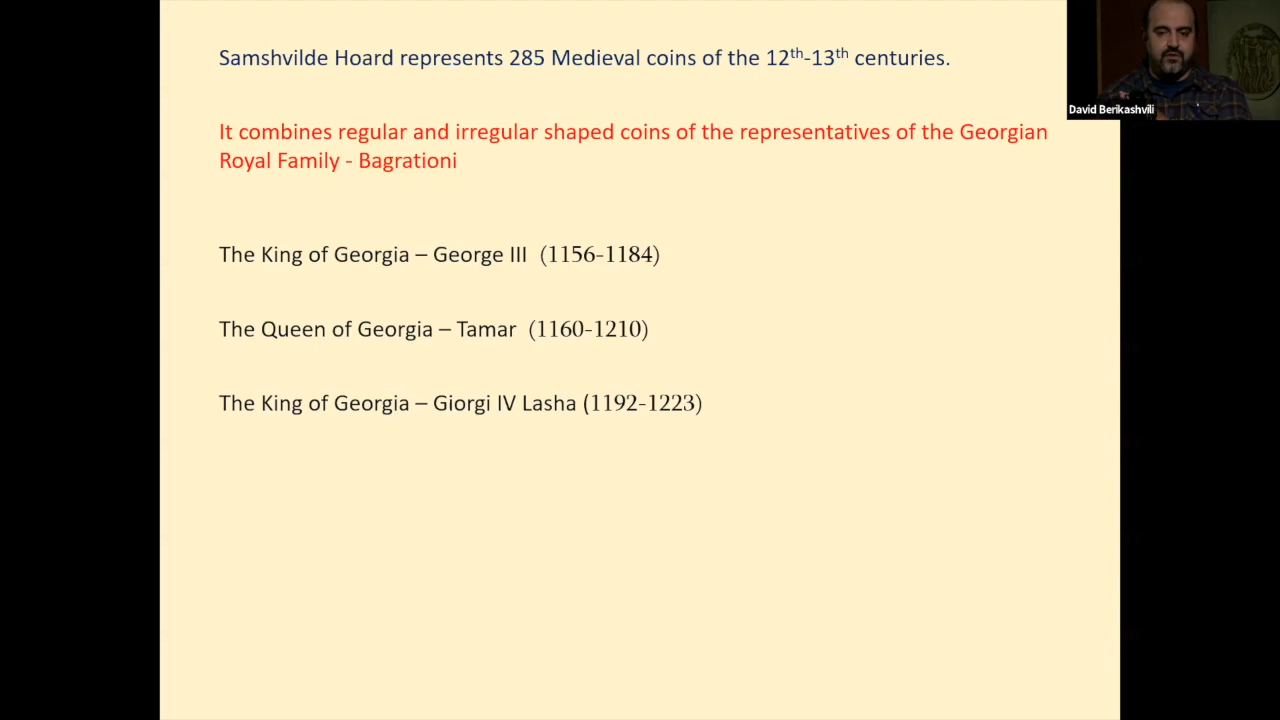 Samshvilde Hoard represents 285 Medieval coins of the 12th-13th centuries.
David Berikashvili
It combines regular and irregular shaped coins of the representatives of the Georgian
Royal Family - Bagrationi
The King of Georgia – George III (1156-1184)
The Queen of Georgia – Tamar (1160-1210)
The King of Georgia – Giorgi IV Lasha (1192-1223)